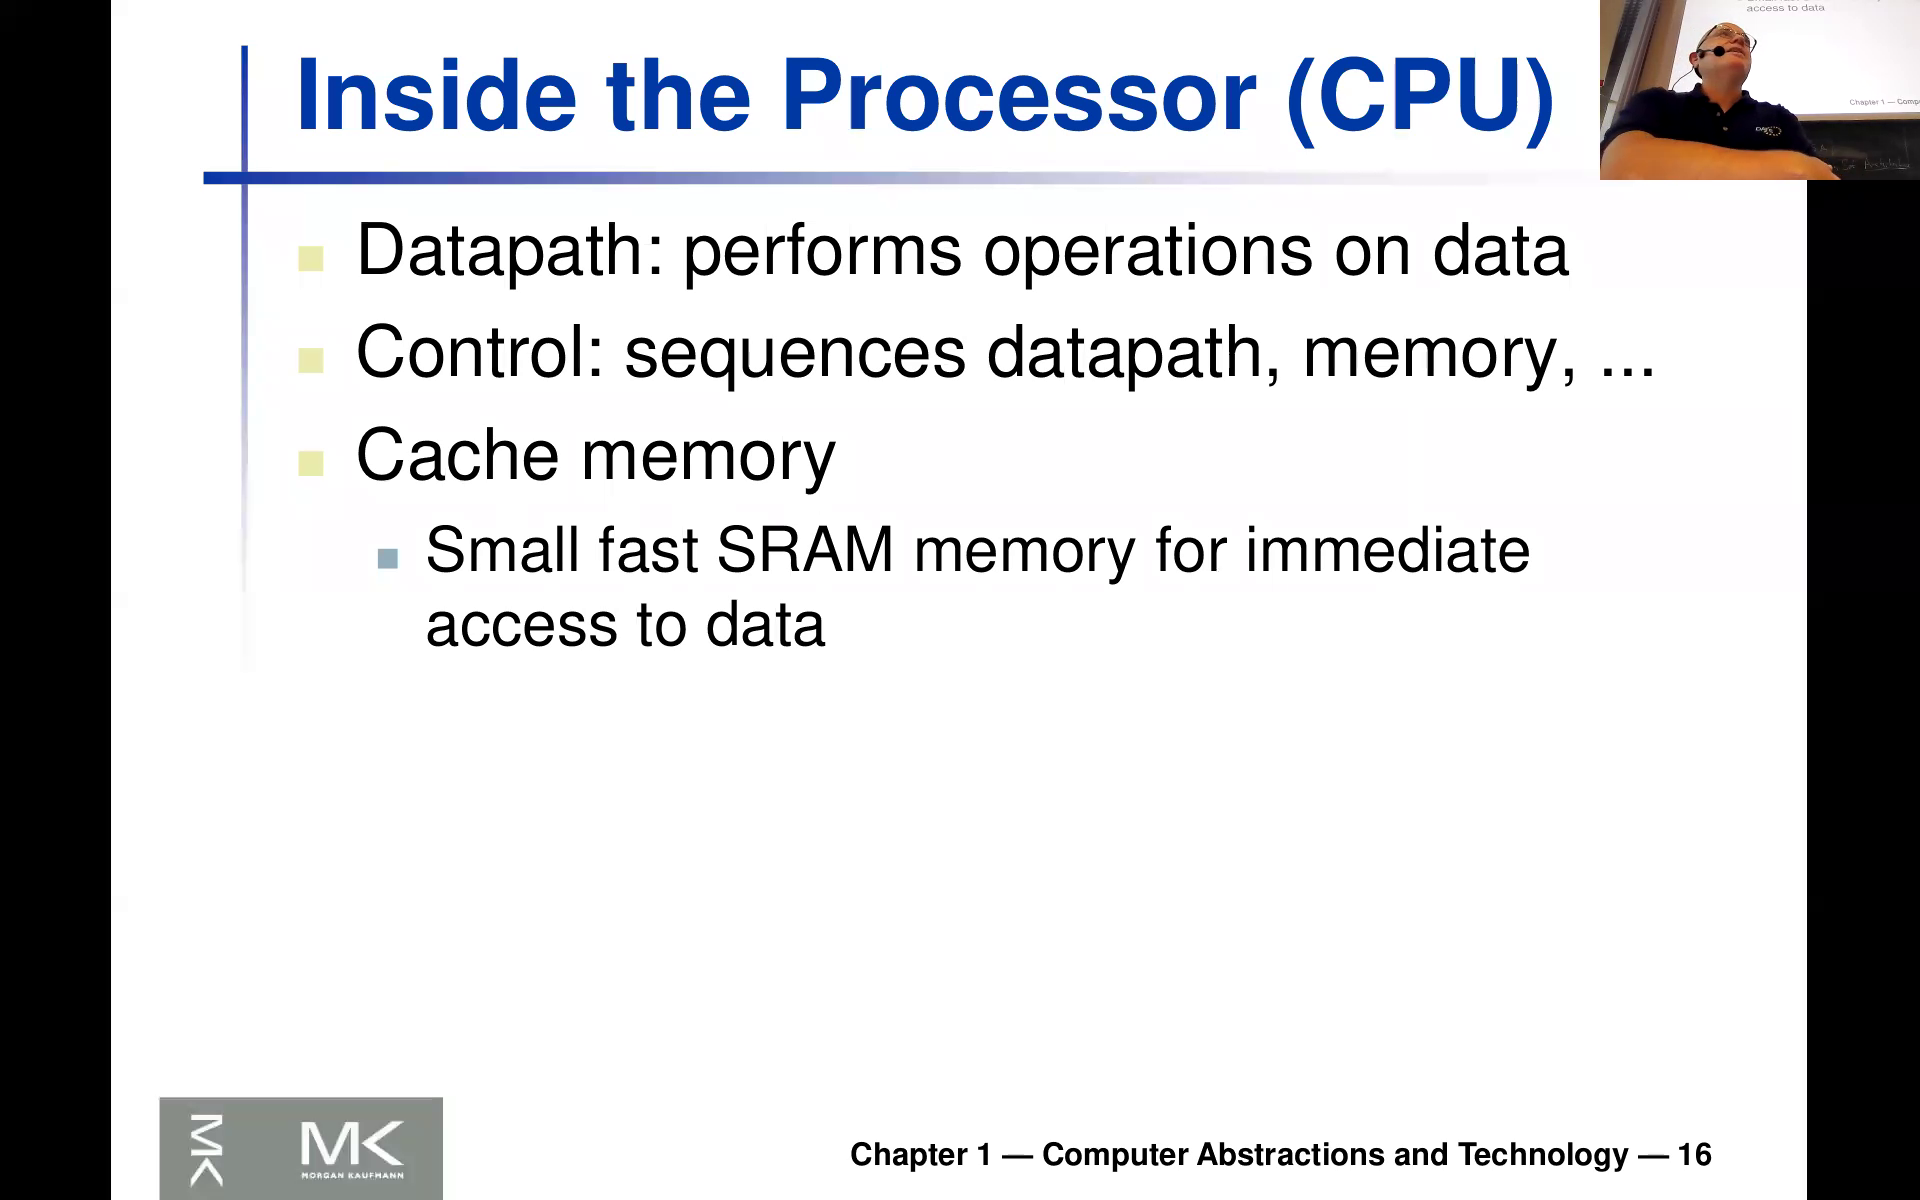 Inside the Processor (CPU)
Datapath: performs operations on data
Control: sequences datapath, memory, ...
Cache memory
Small fast SRAM memory for immediate
access to data
MK
MK
MORGAN KAUFMANN
Chapter 1 — Computer Abstractions and Technology — 16
access to data
Chapter 1 — Compu